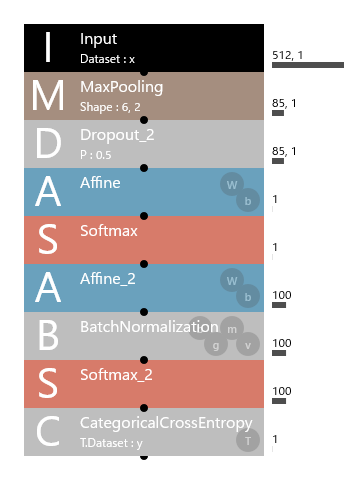 I
Input
Dataset : x
512, 1
M
MaxPooling
Shape : 6, 2
85, 1
D
Dropout_2
P : 0.5
85, 1
A
Affine
W
b
1
S
Softmax
1
A
Affine_2
W
b
100
B
BatchNormalization
m
g
v
100
S
Softmax_2
100
C
CategoricalCrossEntropy
T.Dataset : y
T
1